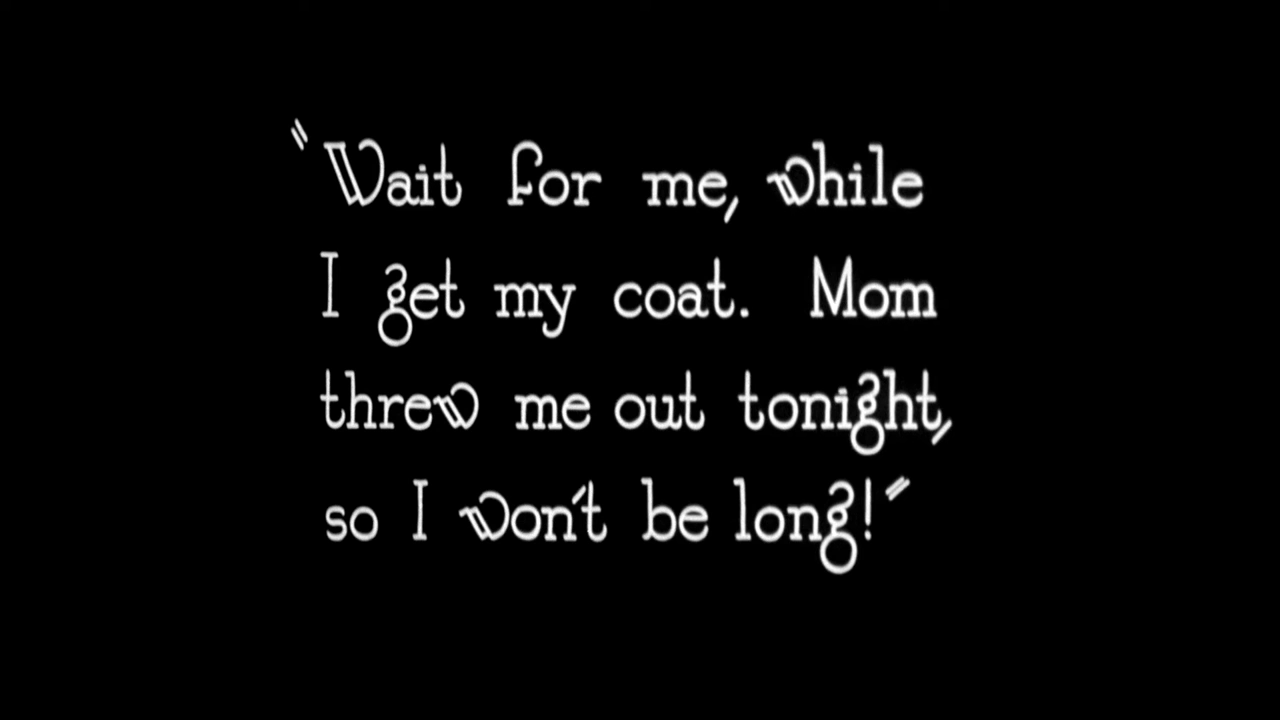 "Wait for me, while
I get my coat. Mom
threw me out tonight,
so I won't be long!"